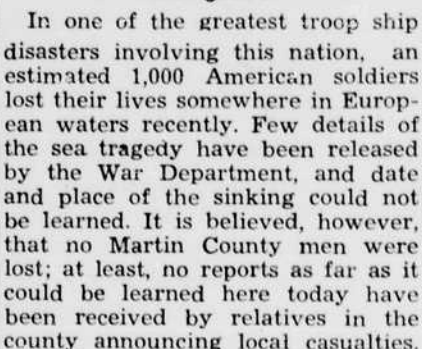 In one of the greatest troop ship
disasters involving this nation, an
estimated 1,000 American soldiers
lost their lives somewhere in Europ-
ean waters recently. Few details of
the sea tragedy have been released
by the War Department, and date
and place of the sinking could not
be learned. It is believed, however,
that no Martin County men were
lost; at least, no reports as far as it
could be learned here today have
been received by relatives in the
county announcing local casualties.